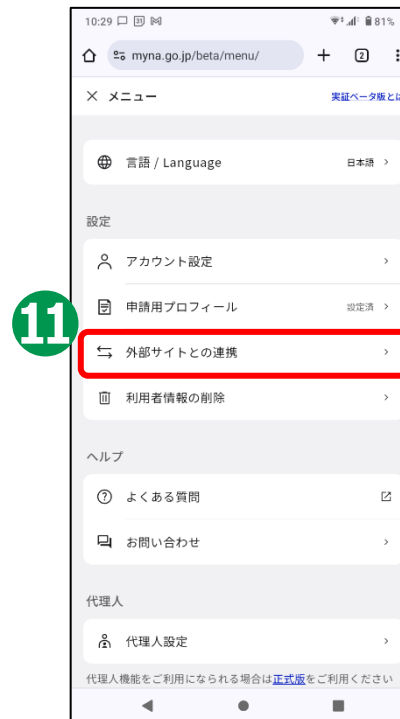 10:29 31 81%
myna.go.jp/beta/menu/ + 2
× メニュー 実証ベータ版とは
言語 / Language 日本語 >
設定
アカウント設定 >
申請用プロフィール 設定済 >
11
外部サイトとの連携 >
利用者情報の削除 >
ヘルプ
? よくある質問
お問い合わせ >
代理人
代理人設定 >
代理人機能をご利用になられる場合は正式版をご利用ください